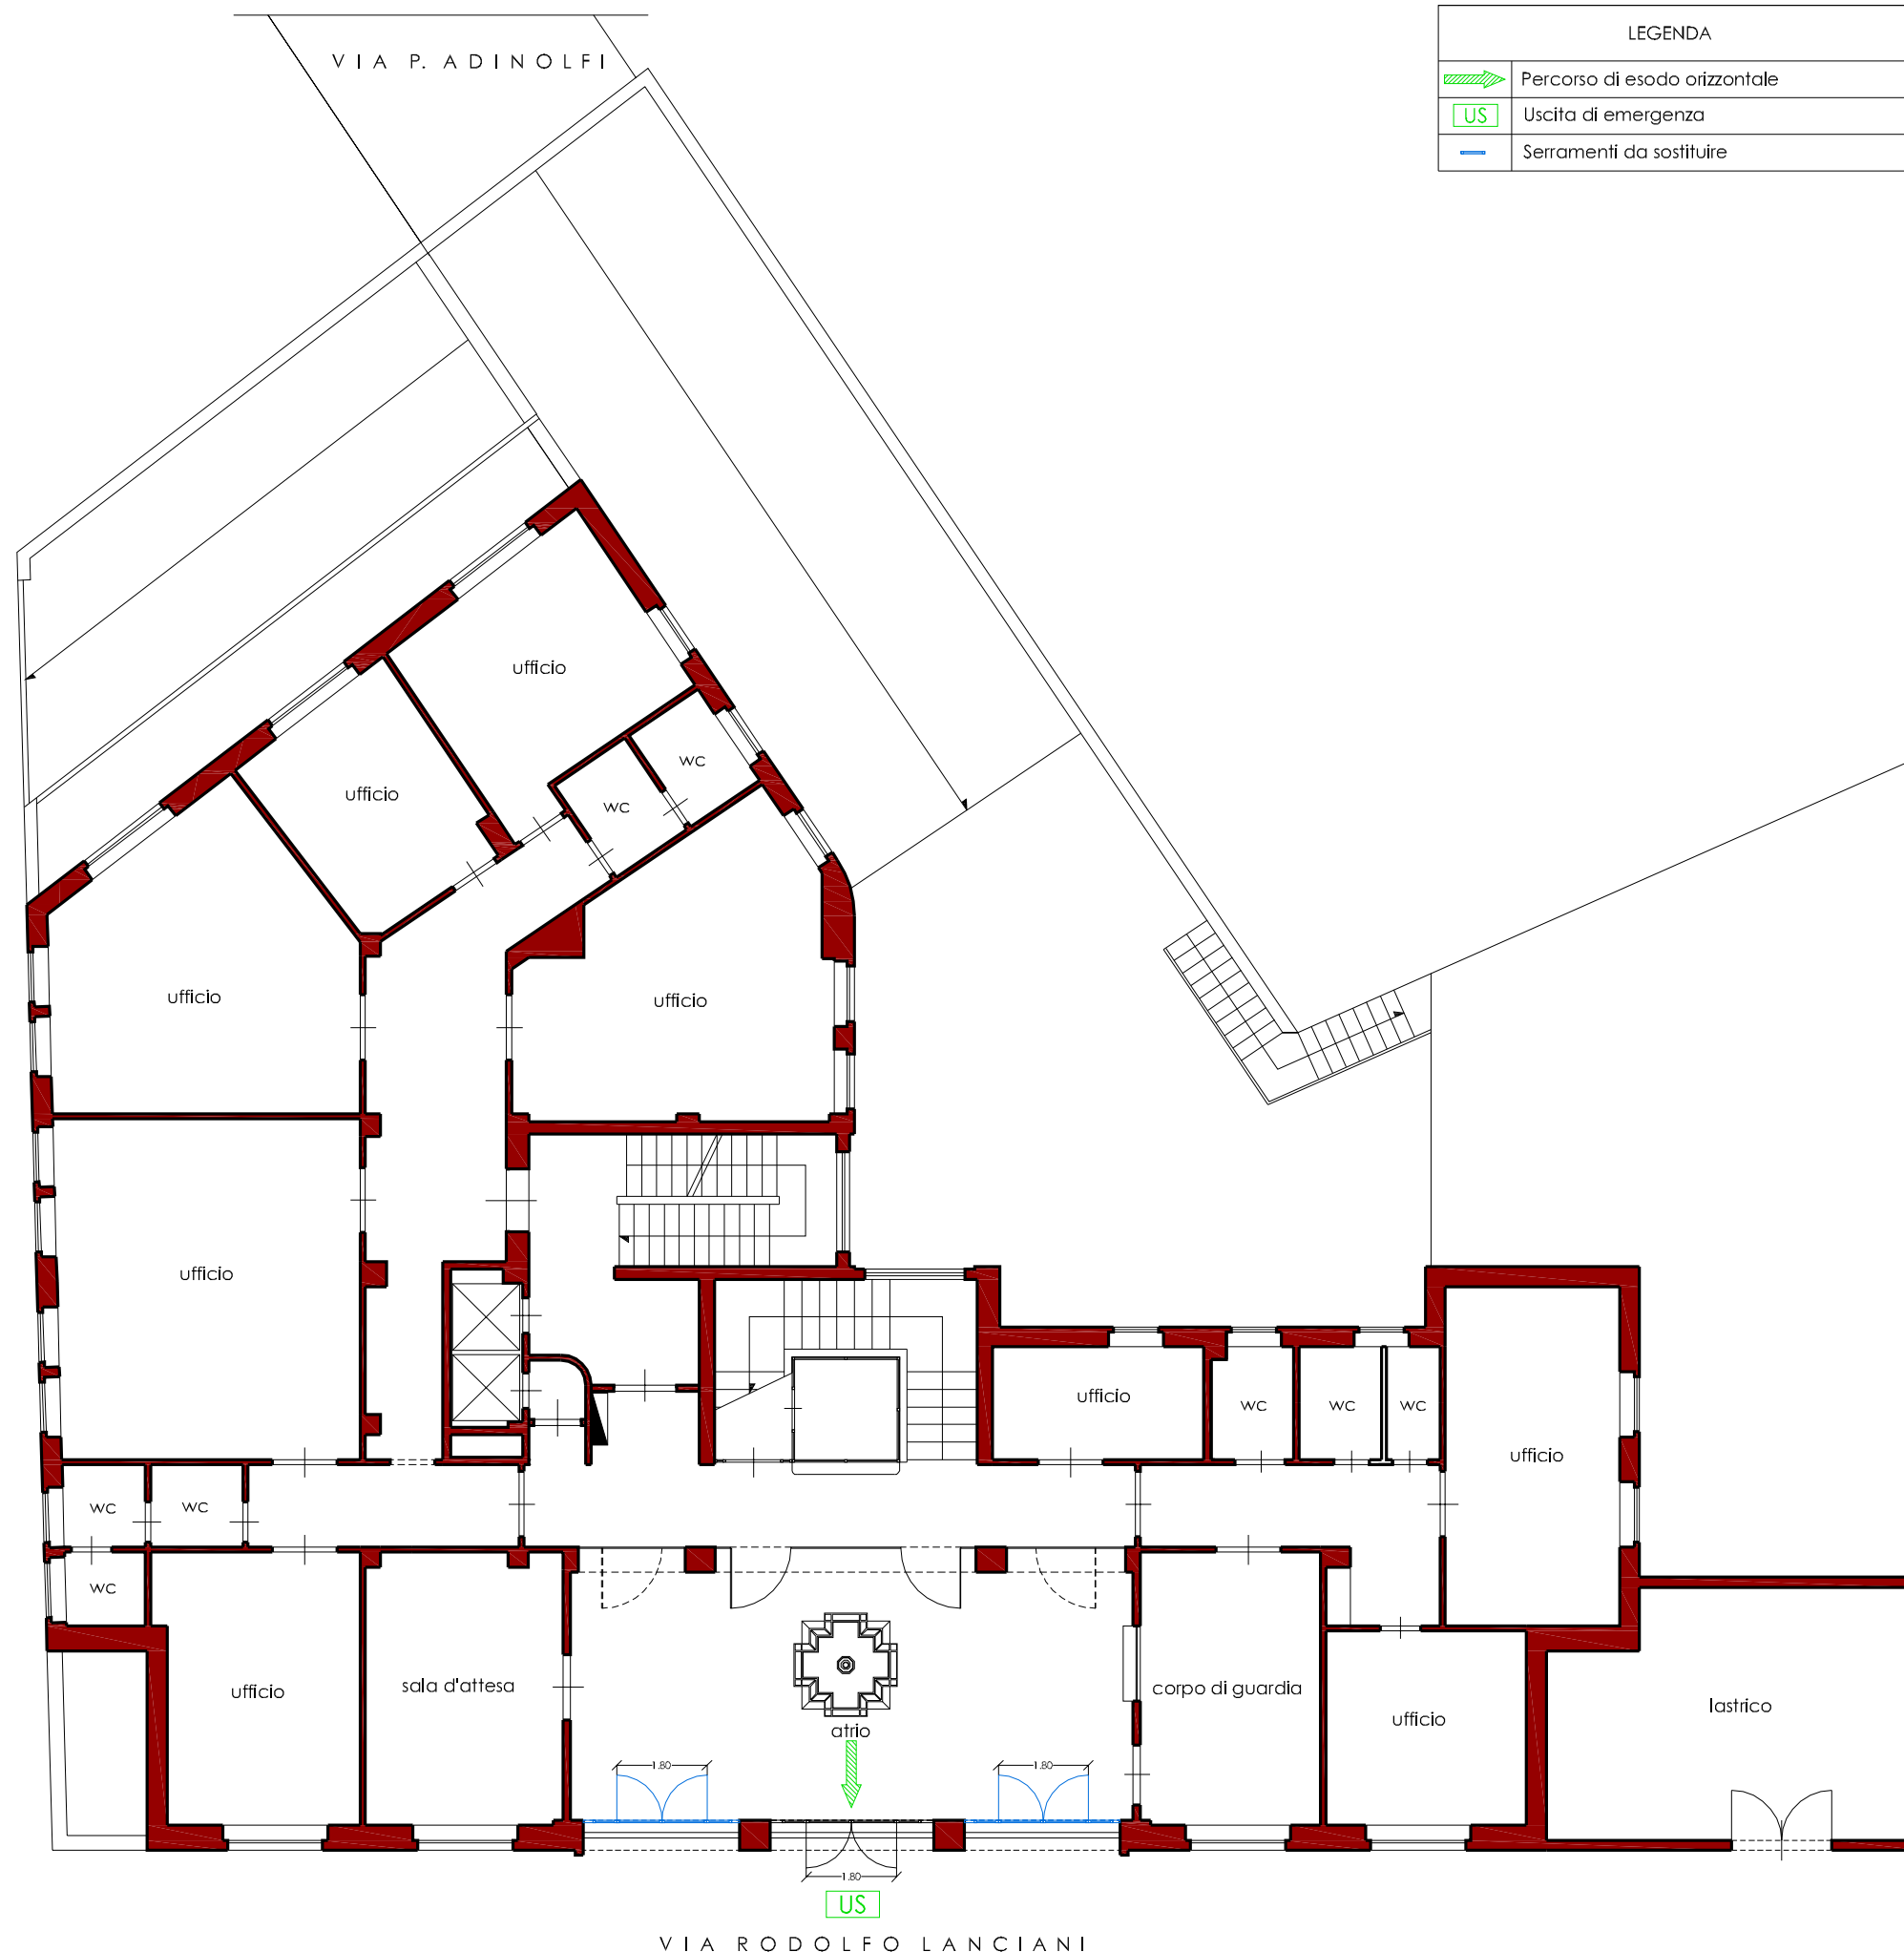 VIA P. ADINOLFI
LEGENDA
Percorso di esodo orizzontale
US Uscita di emergenza
Serramenti da sostituire
ufficio
wc
ufficio
wc
ufficio
ufficio
ufficio
ufficio
wc
wc
wc
ufficio
wc
wc
wc
ufficio
sala d'attesa
corpo di guardia
ufficio
lastrico
ufficio
atrio
1.80
1.80
1.80
US
VIA RODOLFO LANCIANI